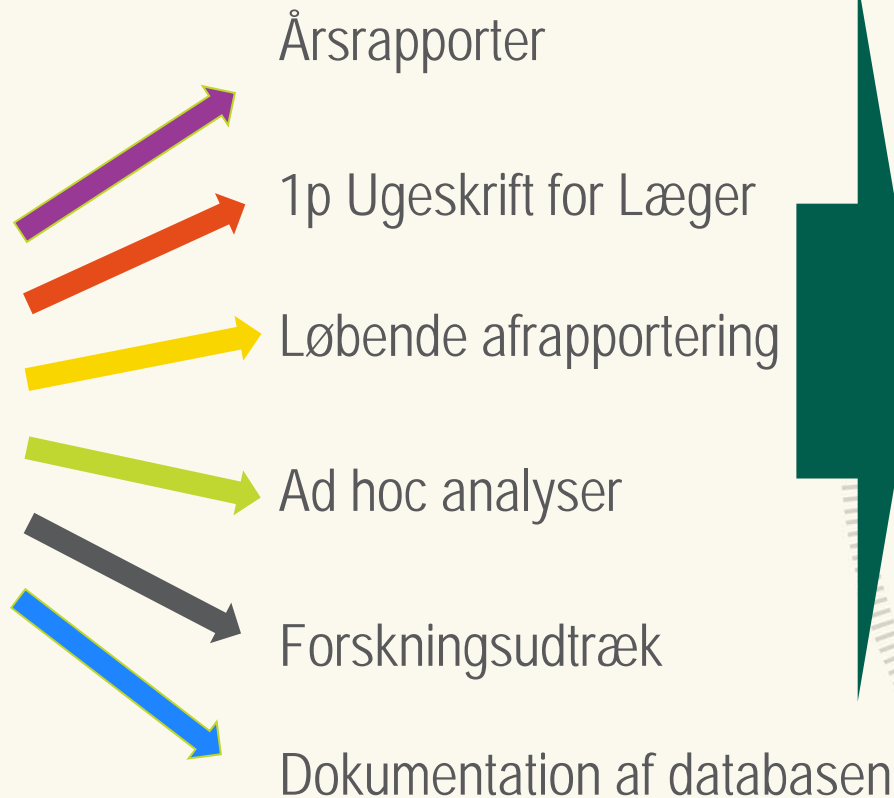 Årsrapporter
1p Ugeskrift for Læger
Løbende afrapportering
Ad hoc analyser
Forskningsudtræk
Dokumentation af databasen